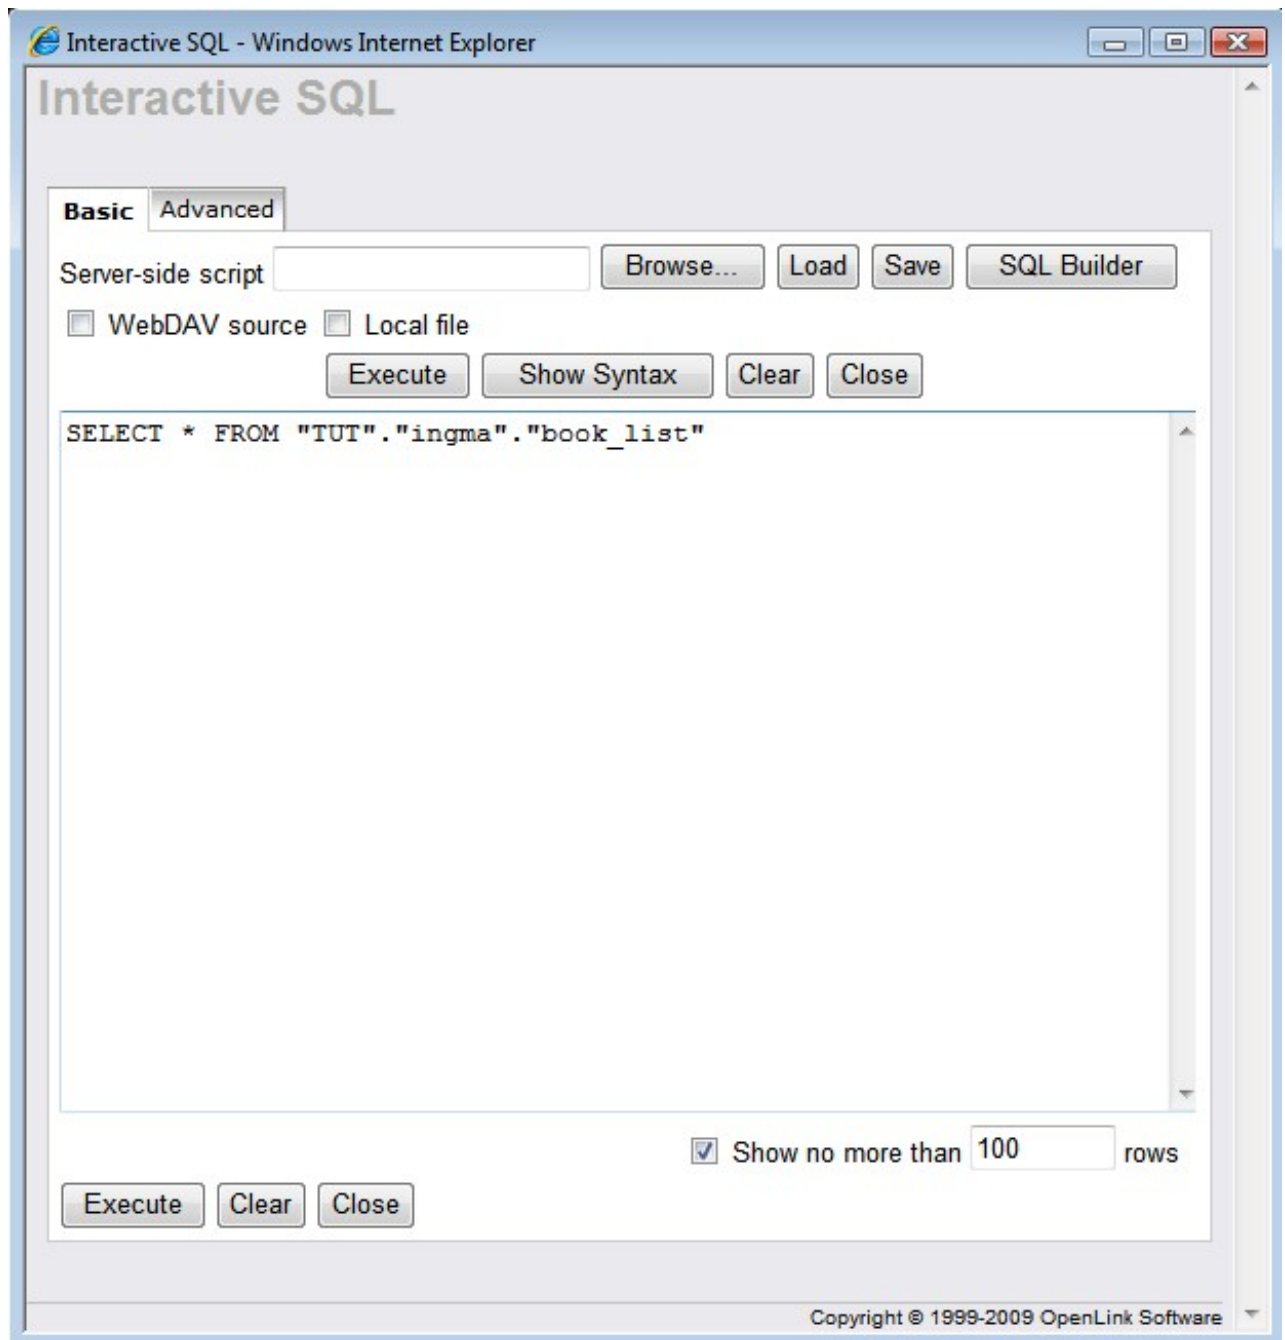 Interactive SQL - Windows Internet Explorer
Interactive SQL
Basic Advanced
Server-side script Browse... Load Save SQL Builder
WebDAV source Local file
Execute Show Syntax Clear Close
SELECT * FROM "TUT"."ingma"."book_list"
Show no more than 100 rows
Execute Clear Close
Copyright © 1999-2009 OpenLink Software